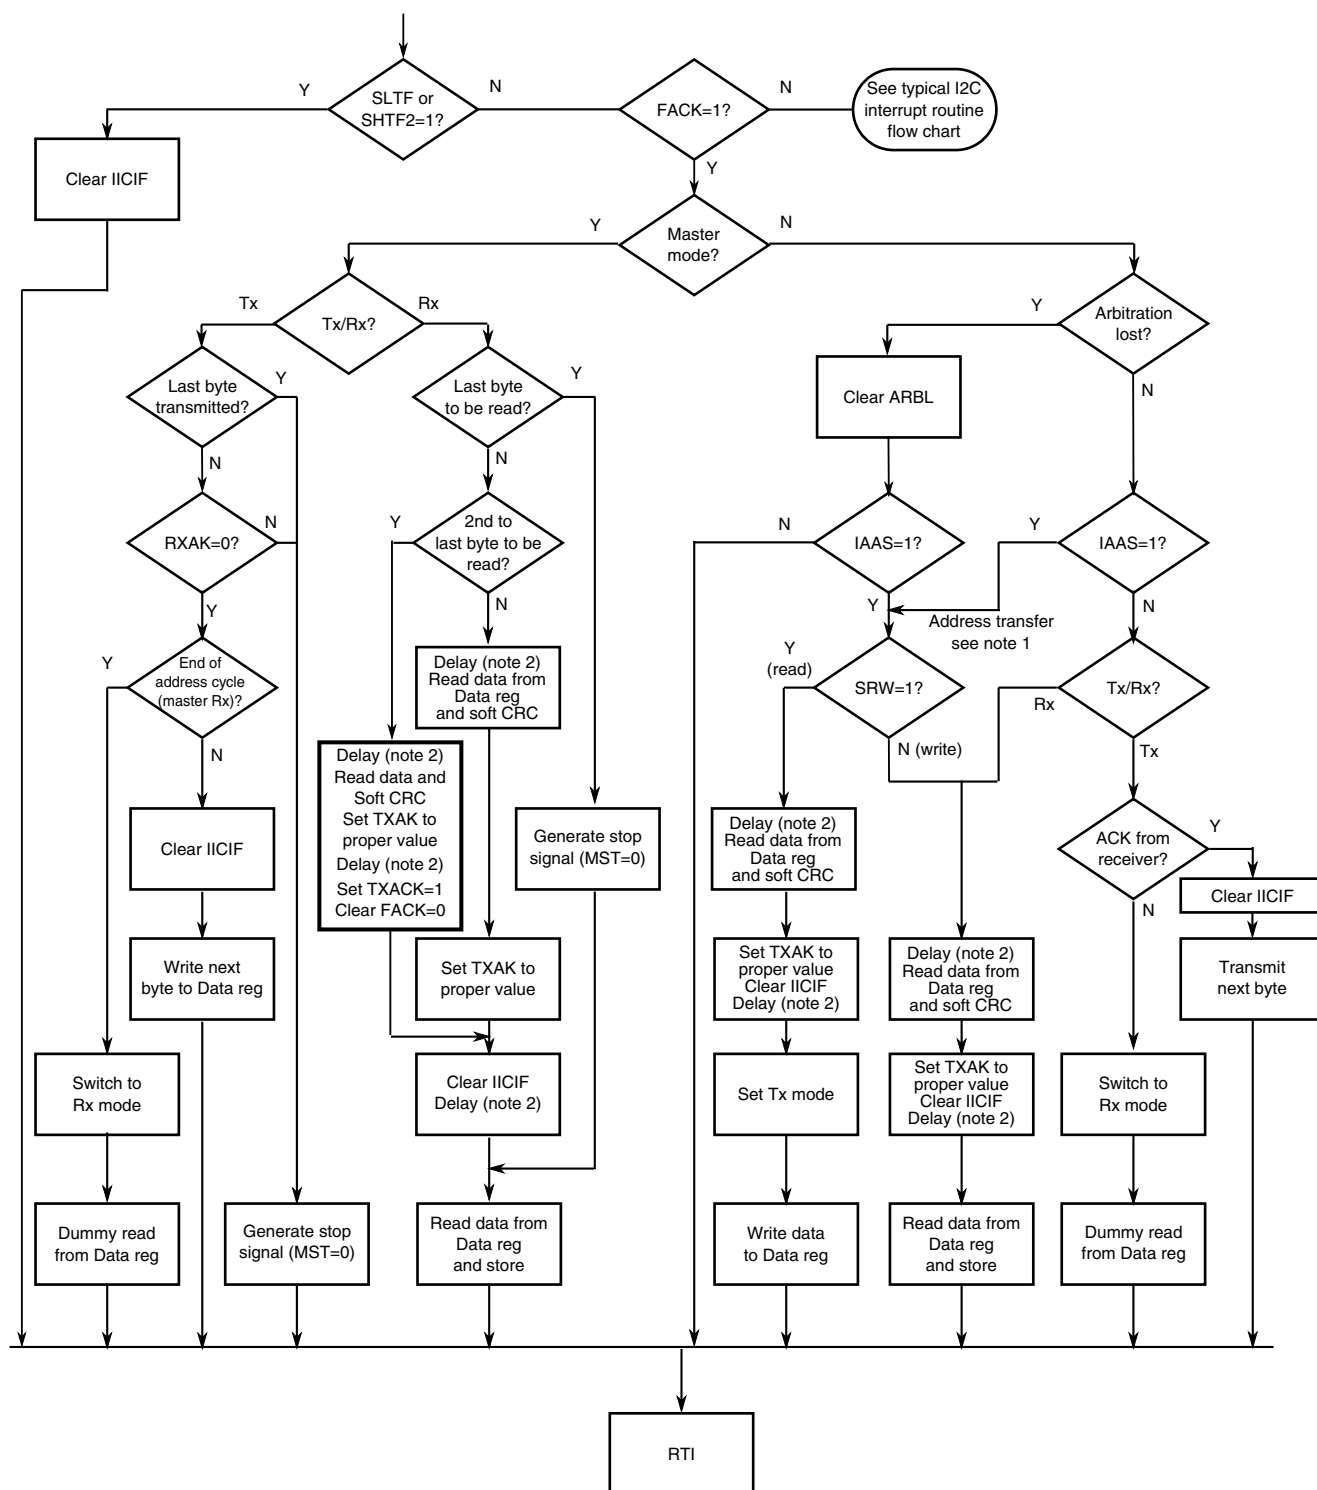 Y
SLTF or
SHTF2=1?
N
FACK=1?
N
See typical I2C
interrupt routine
flow chart
Clear IICIF
Y
Y
Master
mode?
N
Tx
Tx/Rx?
Rx
Y
Arbitration
lost?
Last byte
transmitted?
Y
Last byte
to be read?
Y
Clear ARBL
N
N
N
RXAK=0?
N
Y
2nd to
last byte to be
read?
N
IAAS=1?
Y
IAAS=1?
Y
N
Y
Address transfer
see note 1
N
Y
End of
address cycle
(master Rx)?
Delay (note 2)
Read data from
Data reg
and soft CRC
Y
(read)
SRW=1?
Rx
Tx/Rx?
N
N (write)
Tx
Delay (note 2)
Read data and
Soft CRC
Set TXAK to
proper value
Delay (note 2)
Set TXACK=1
Clear FACK=0
Clear IICIF
Generate stop
signal (MST=0)
Delay (note 2)
Read data from
Data reg
and soft CRC
ACK from
receiver?
Y
N
Clear IICIF
Write next
byte to Data reg
Set TXAK to
proper value
Set TXAK to
proper value
Clear IICIF
Delay (note 2)
Delay (note 2)
Read data from
Data reg
and soft CRC
Transmit
next byte
Switch to
Rx mode
Clear IICIF
Delay (note 2)
Set Tx mode
Set TXAK to
proper value
Clear IICIF
Delay (note 2)
Switch to
Rx mode
Dummy read
from Data reg
Generate stop
signal (MST=0)
Read data from
Data reg
and store
Write data
to Data reg
Read data from
Data reg
and store
Dummy read
from Data reg
RTI